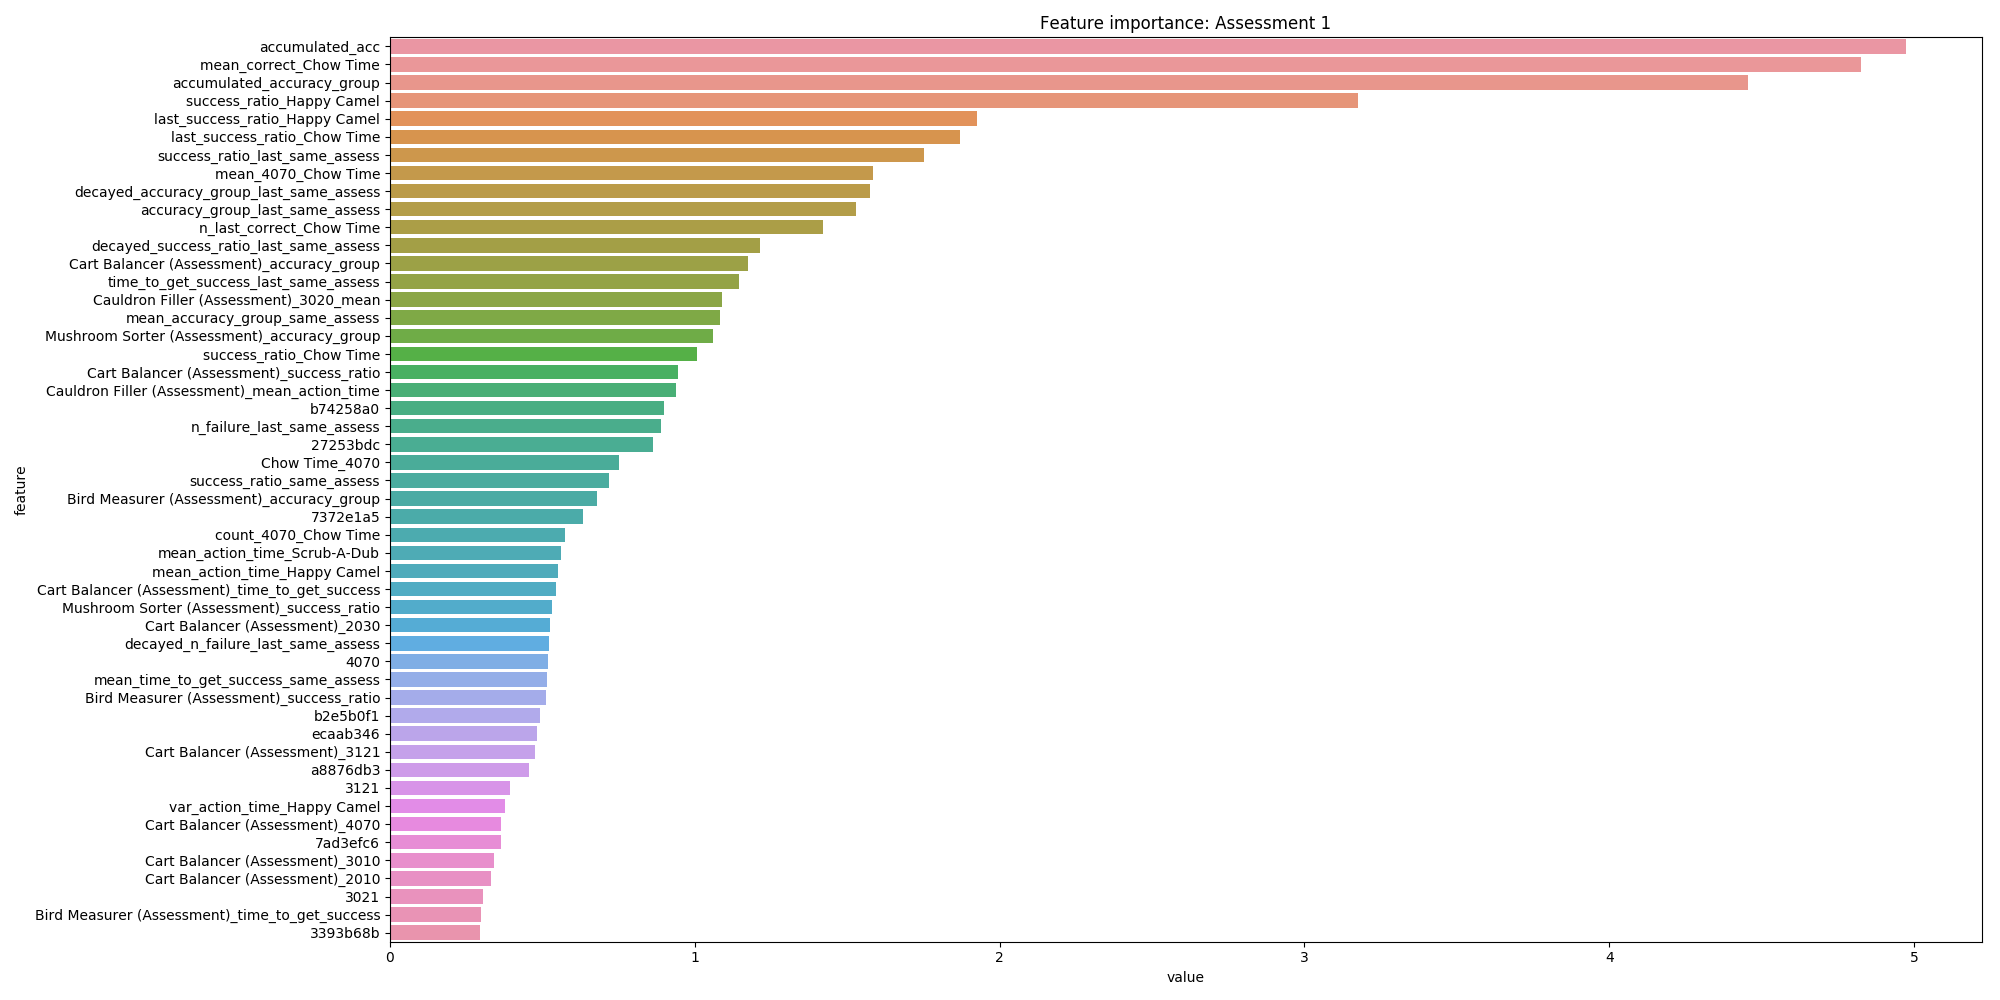 Feature importance: Assessment 1
accumulated_acc
mean_correct_Chow Time
accumulated_accuracy_group
success_ratio_Happy Camel
last_success_ratio_Happy Camel
last_success_ratio_Chow Time
success_ratio_last_same_assess
mean_4070_Chow Time
decayed_accuracy_group_last_same_assess
accuracy_group_last_same_assess
n_last_correct_Chow Time
decayed_success_ratio_last_same_assess
Cart Balancer (Assessment)_accuracy_group
time_to_get_success_last_same_assess
Cauldron Filler (Assessment)_3020_mean
mean_accuracy_group_same_assess
Mushroom Sorter (Assessment)_accuracy_group
success_ratio_Chow Time
Cart Balancer (Assessment)_success_ratio
Cauldron Filler (Assessment)_mean_action_time
b74258a0
n_failure_last_same_assess
27253bdc
Chow Time_4070
success_ratio_same_assess
Bird Measurer (Assessment)_accuracy_group
7372e1a5
count_4070_Chow Time
mean_action_time_Scrub-A-Dub
mean_action_time_Happy Camel
Cart Balancer (Assessment)_time_to_get_success
Mushroom Sorter (Assessment)_success_ratio
Cart Balancer (Assessment)_2030
decayed_n_failure_last_same_assess
4070
mean_time_to_get_success_same_assess
Bird Measurer (Assessment)_success_ratio
b2e5b0f1
ecaab346
Cart Balancer (Assessment)_3121
a8876db3
3121
var_action_time_Happy Camel
Cart Balancer (Assessment)_4070
7ad3efc6
Cart Balancer (Assessment)_3010
Cart Balancer (Assessment)_2010
3021
Bird Measurer (Assessment)_time_to_get_success
3393b68b
feature
0 1 2 3 4 5
value